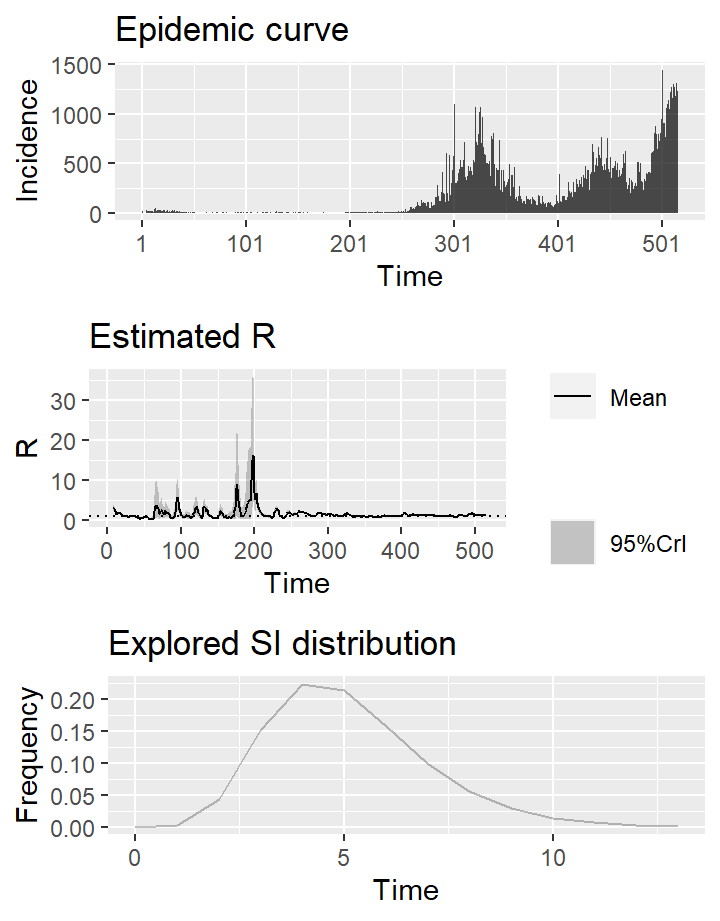 Epidemic curve
1500
1000
500
0
Incidence
1 101 201 301 401 501
Time
Estimated R
30
20
10
0
R
0 100 200 300 400 500
Time
Mean
95%CrI
Explored SI distribution
0.20
0.15
0.10
0.05
0.00
Frequency
0 5 10
Time